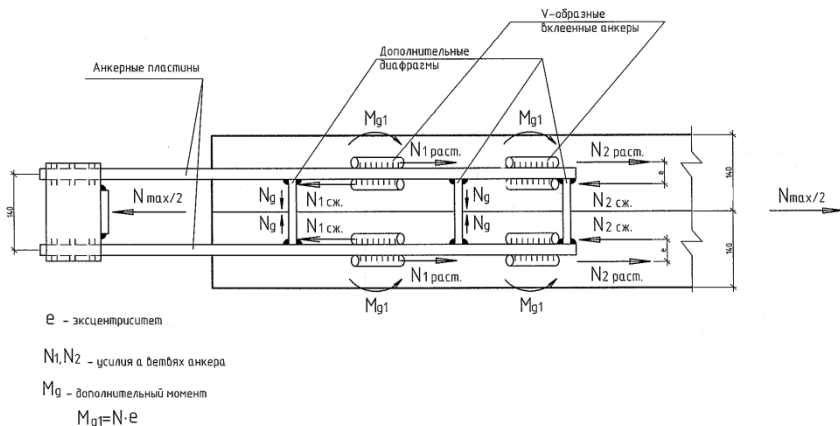 V-образные
вклеенные анкеры
Дополнительные
диафрагмы
Анкерные пластины
Mg1 Mg1
N1 раст. N2 раст.
140
e
Ng Ng
N1 сж. N2 сж.
N max/2
Nmax/2
140
Ng Ng
N1 сж. N2 сж.
140
e
N1 раст. N2 раст.
Mg1 Mg1
e - эксцентриситет
N1,N2 - усилия а ветвях анкера
Mg - дополнительный момент
Mg1=N·e